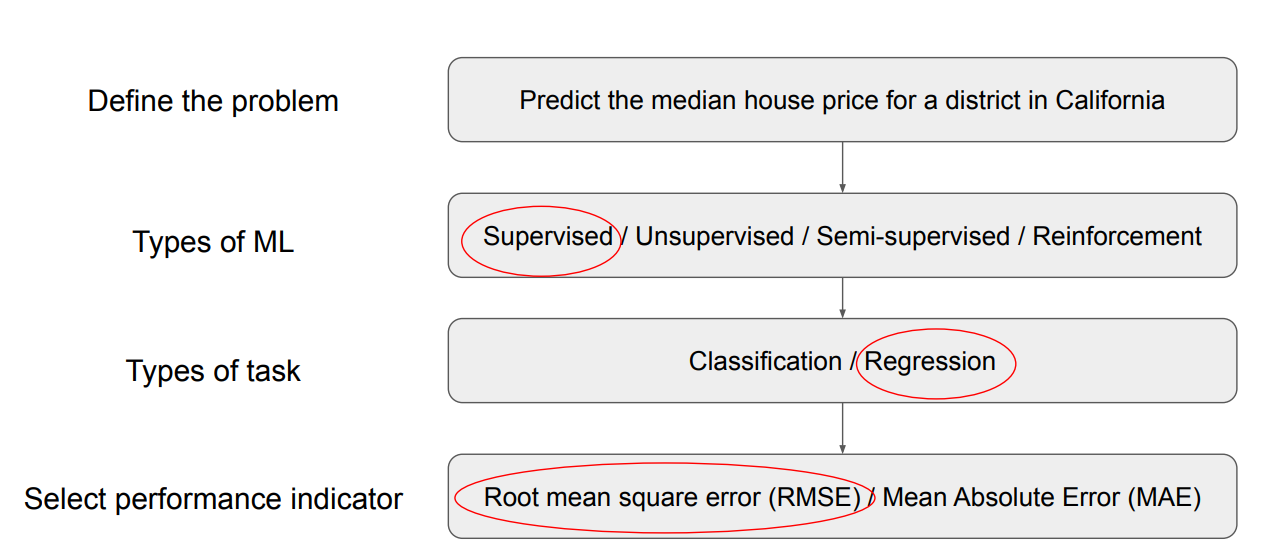 Define the problem
Predict the median house price for a district in California
Types of ML
Supervised / Unsupervised / Semi-supervised / Reinforcement
Types of task
Classification / Regression
Select performance indicator
Root mean square error (RMSE) / Mean Absolute Error (MAE)